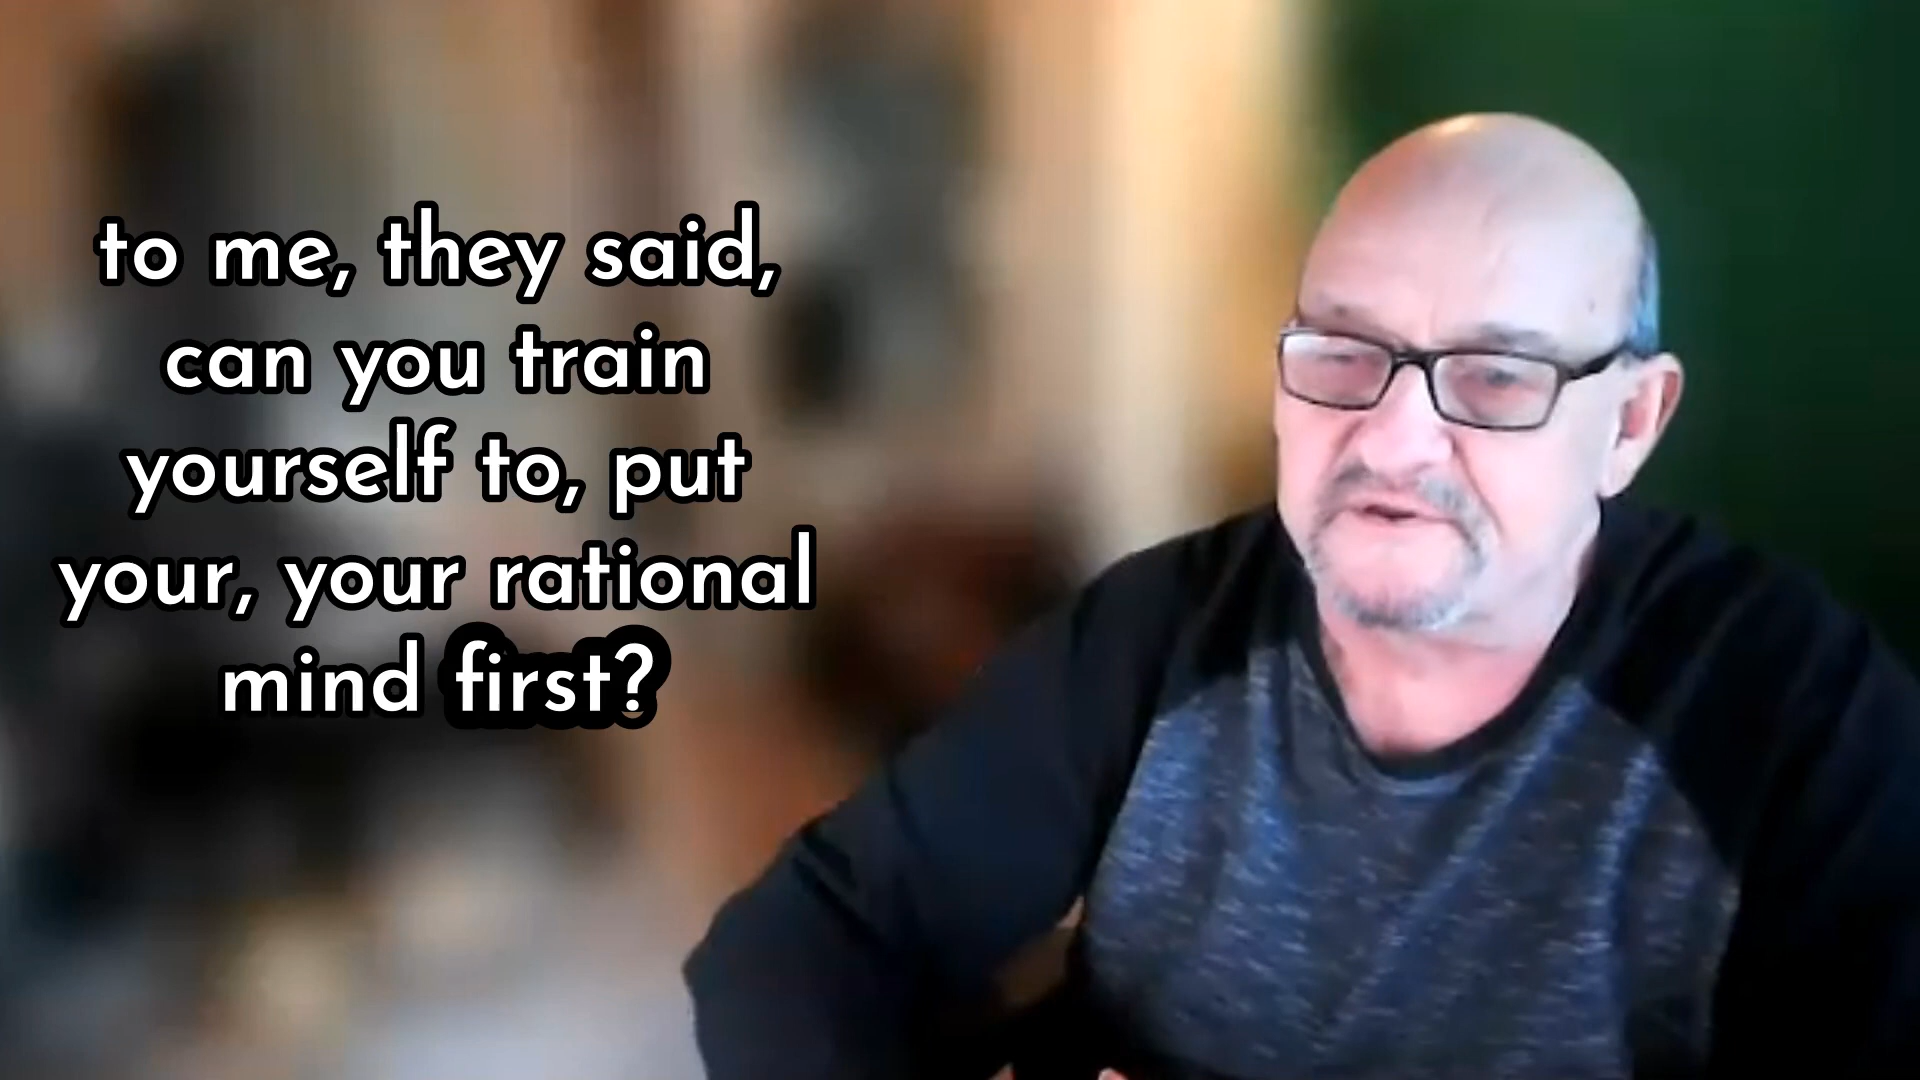 to me, they said,
can you train
yourself to, put
your, your rational
mind first?